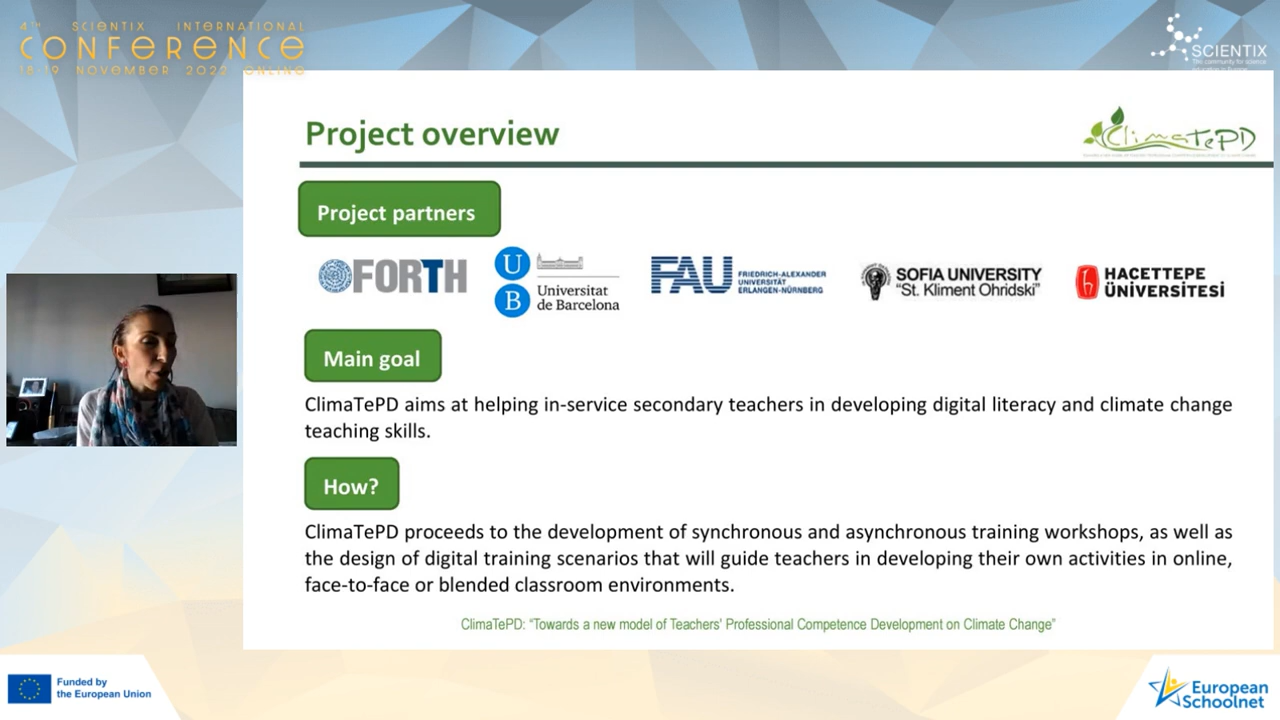 4TH SCIENTIX INTERNATIONAL
CONFERENCE
18-19 NOVEMBER 2022 ONLINE
SCIENTIX
The community for science
education in Europe
Project overview
ClimaTePD
Project partners
FORTH
UB
Universitat
de Barcelona
FAU
FRIEDRICH-ALEXANDER
UNIVERSITÄT
ERLANGEN-NÜRNBERG
SOFIA UNIVERSITY
"St. Kliment Ohridski"
HACETTEPE
ÜNİVERSİTESİ
Main goal
ClimaTePD aims at helping in-service secondary teachers in developing digital literacy and climate change
teaching skills.
How?
ClimaTePD proceeds to the development of synchronous and asynchronous training workshops, as well as
the design of digital training scenarios that will guide teachers in developing their own activities in online,
face-to-face or blended classroom environments.
ClimaTePD: "Towards a new model of Teachers' Professional Competence Development on Climate Change"
Funded by
the European Union
European
Schoolnet